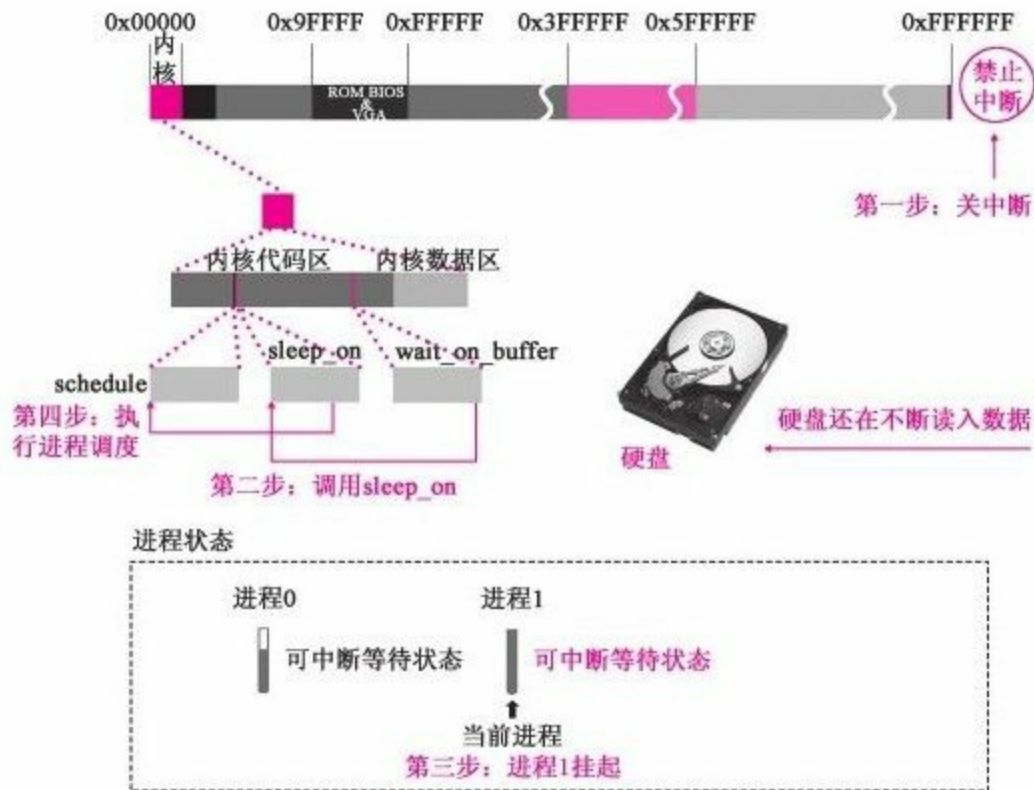 0x00000 0x9FFFF 0xFFFFF 0x3FFFFF 0x5FFFFF 0xFFFFFF
内
核
ROM BIOS
&
VGA
禁止
中断
第一步：关中断
内核代码区 内核数据区
sleep_on wait_on_buffer
schedule
第四步：执
行进程调度
第二步：调用sleep_on
硬盘
硬盘还在不断读入数据
进程状态
进程0 进程1
可中断等待状态 可中断等待状态
当前进程
第三步：进程1挂起